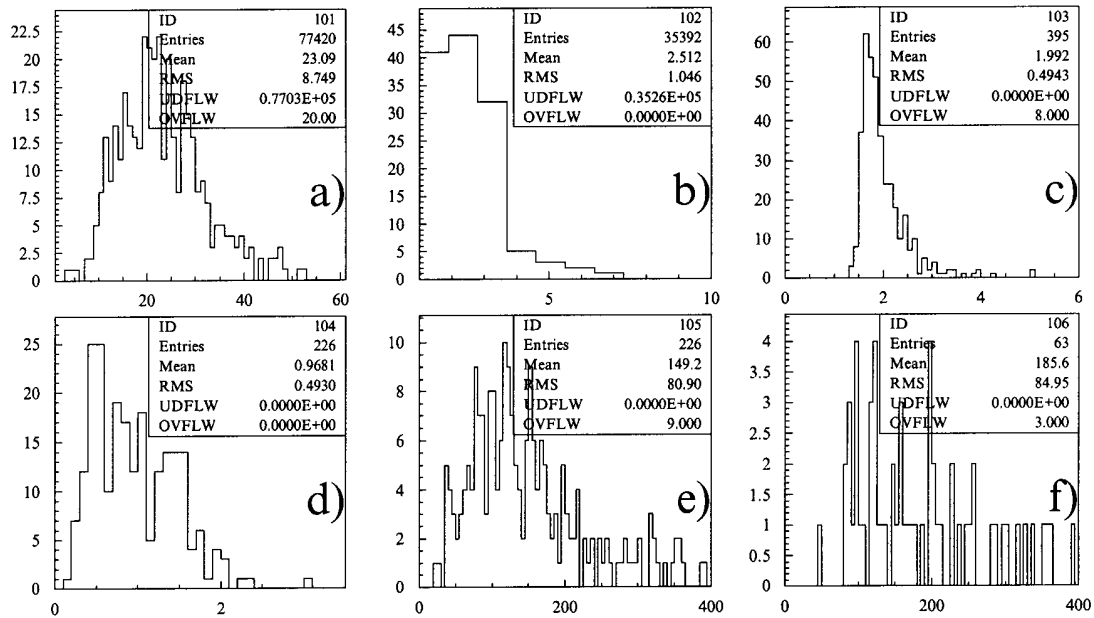 ID 101
Entries 77420
Mean 23.09
RMS 8.749
UDFLW 0.7703E+05
OVFLW 20.00
22.5
20
17.5
15
12.5
10
7.5
5
2.5
0
a)
20 40 60
ID 102
Entries 35392
Mean 2.512
RMS 1.046
UDFLW 0.3526E+05
OVFLW 0.0000E+00
45
40
35
30
25
20
15
10
5
0
b)
5 10
ID 103
Entries 395
Mean 1.992
RMS 0.4943
UDFLW 0.0000E+00
OVFLW 8.000
60
50
40
30
20
10
0
c)
0 2 4 6
ID 104
Entries 226
Mean 0.9681
RMS 0.4930
UDFLW 0.0000E+00
OVFLW 0.0000E+00
25
20
15
10
5
0
d)
0 2
ID 105
Entries 226
Mean 149.2
RMS 80.90
UDFLW 0.0000E+00
OVFLW 9.000
10
8
6
4
2
0
e)
0 200 400
ID 106
Entries 63
Mean 185.6
RMS 84.95
UDFLW 0.0000E+00
OVFLW 3.000
4
3.5
3
2.5
2
1.5
1
0.5
0
f)
0 200 400